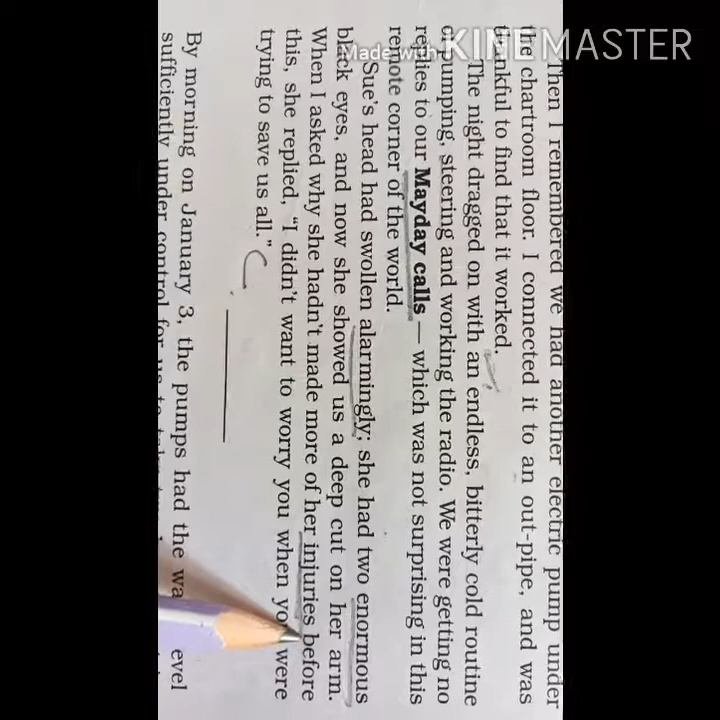 Made with KINEMASTER
Then I remembered we had another electric pump under
the chartroom floor. I connected it to an out-pipe, and was
thankful to find that it worked.
The night dragged on with an endless, bitterly cold routine
of pumping, steering and working the radio. We were getting no
replies to our Mayday calls — which was not surprising in this
remote corner of the world.
Sue's head had swollen alarmingly; she had two enormous
black eyes, and now she showed us a deep cut on her arm.
When I asked why she hadn't made more of her injuries before
this, she replied, “I didn't want to worry you when you were
trying to save us all.”
By morning on January 3, the pumps had the wa evel
sufficiently under control for us to